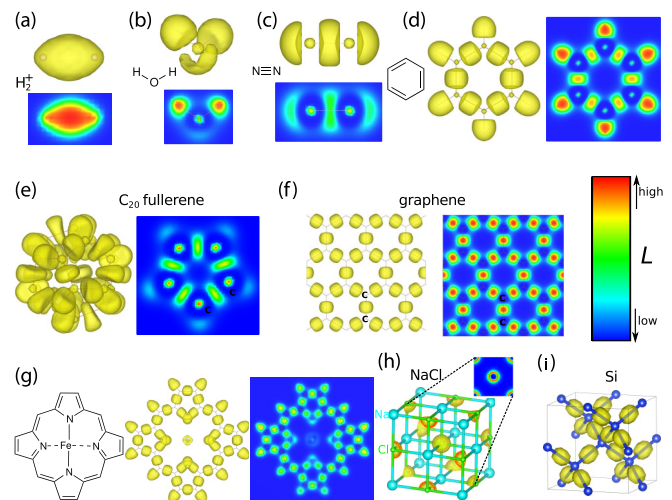 (a)
H₂⁺
(b)
H H
O
(c)
N≡N
(d)
(e)
C₂₀ fullerene
C
C
(f)
graphene
C
C
C
C
high
L
low
(g)
N
N Fe N
N
(h)
NaCl
Na
Cl
(i)
Si